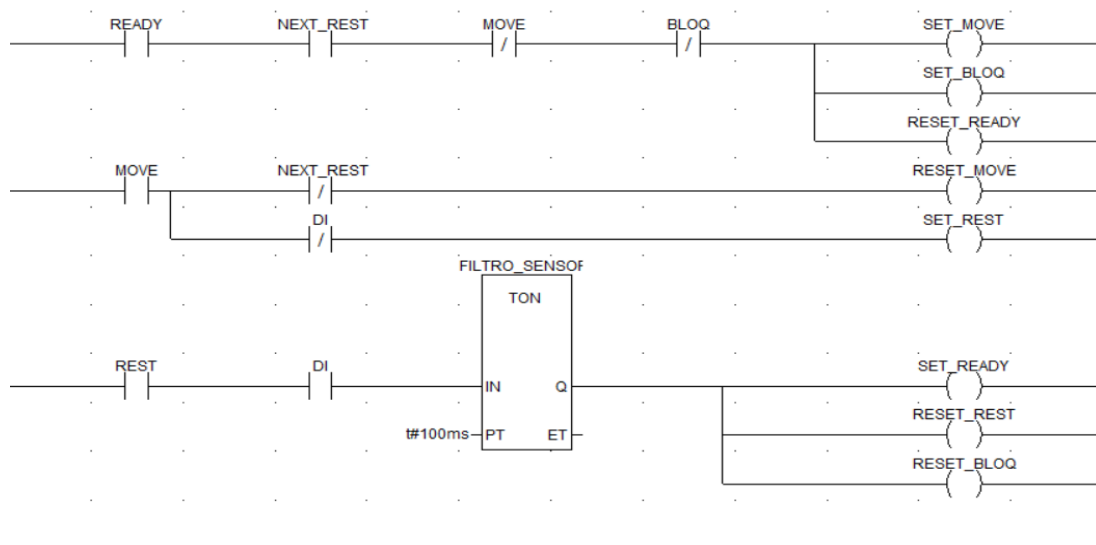 READY NEXT_REST MOVE BLOQ SET_MOVE
/ /
SET_BLOQ
RESET_READY
MOVE NEXT_REST RESET_MOVE
/
DI SET_REST
/
FILTRO_SENSOF
TON
REST DI SET_READY
IN Q
RESET_REST
t#100ms PT ET
RESET_BLOQ